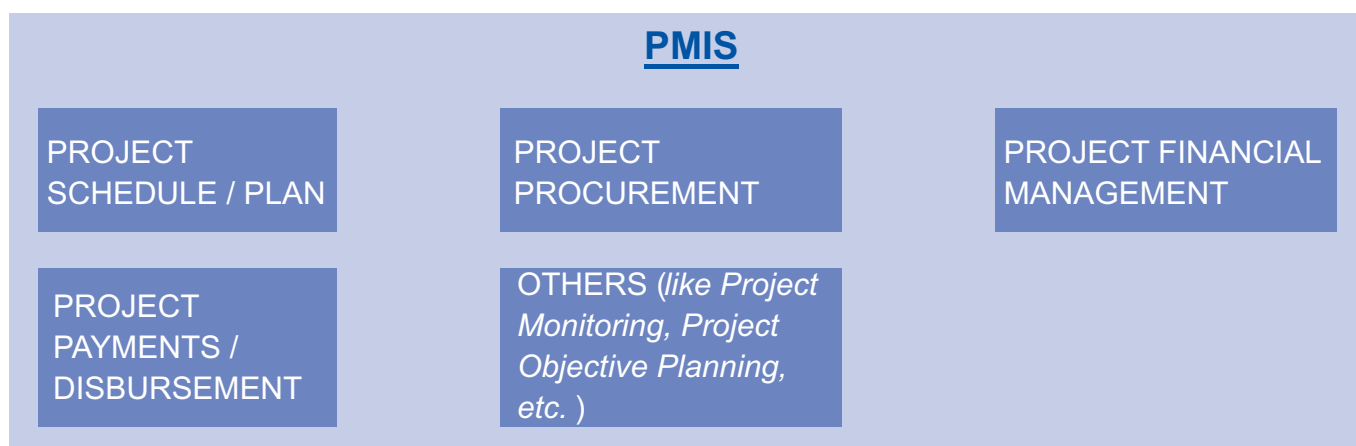 PMIS
PROJECT
SCHEDULE / PLAN
PROJECT
PROCUREMENT
PROJECT FINANCIAL
MANAGEMENT
PROJECT
PAYMENTS /
DISBURSEMENT
OTHERS (like Project
Monitoring, Project
Objective Planning,
etc. )